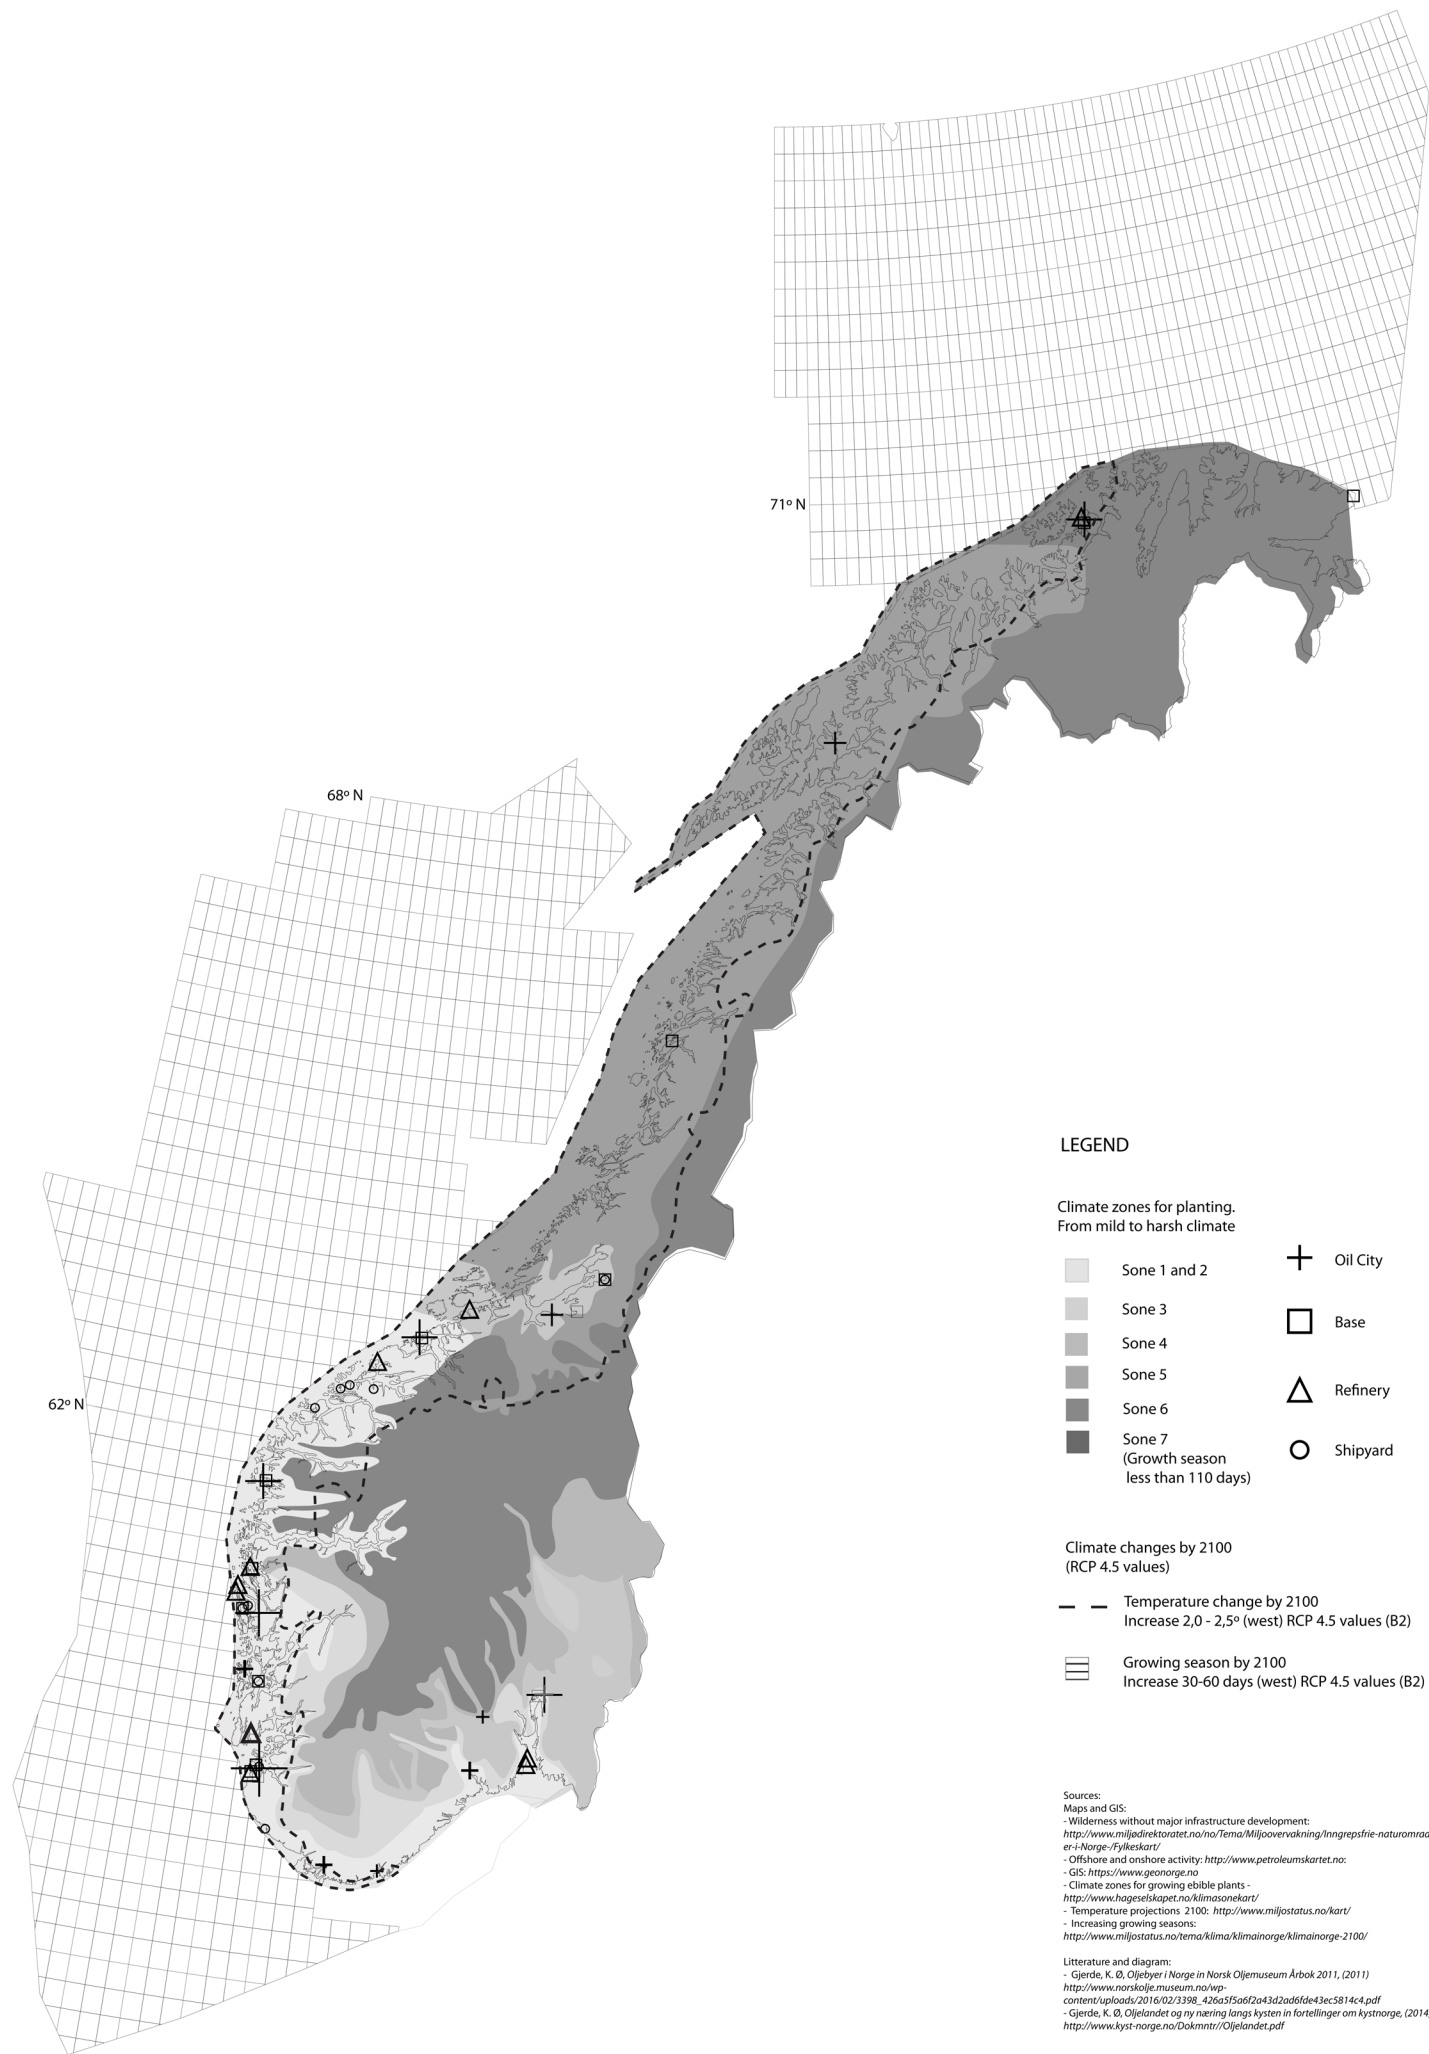 71º N
68º N
62º N
LEGEND
Climate zones for planting.
From mild to harsh climate
Sone 1 and 2
Sone 3
Sone 4
Sone 5
Sone 6
Sone 7
(Growth season
less than 110 days)
Oil City
Base
Refinery
Shipyard
Climate changes by 2100
(RCP 4.5 values)
Temperature change by 2100
Increase 2,0 - 2,5º (west) RCP 4.5 values (B2)
Growing season by 2100
Increase 30-60 days (west) RCP 4.5 values (B2)
Sources:
Maps and GIS:
- Wilderness without major infrastructure development:
http://www.miljødirektoratet.no/no/Tema/Miljoovervakning/Inngrepsfrie-naturomrad
er-i-Norge-/Fylkeskart/
- Offshore and onshore activity: http://www.petroleumskartet.no:
- GIS: https://www.geonorge.no
- Climate zones for growing ebible plants -
http://www.hageselskapet.no/klimasonekart/
- Temperature projections 2100: http://www.miljostatus.no/kart/
- Increasing growing seasons:
http://www.miljostatus.no/tema/klima/klimainorge/klimainorge-2100/
Litterature and diagram:
- Gjerde, K. Ø, Oljebyer i Norge in Norsk Oljemuseum Årbok 2011, (2011)
http://www.norskolje.museum.no/wp-
content/uploads/2016/02/3398_426a5f5a6f2a43d2ad6fde43ec5814c4.pdf
- Gjerde, K. Ø, Oljelandet og ny næring langs kysten in fortellinger om kystnorge, (2014
http://www.kyst-norge.no/Dokmntr//Oljelandet.pdf